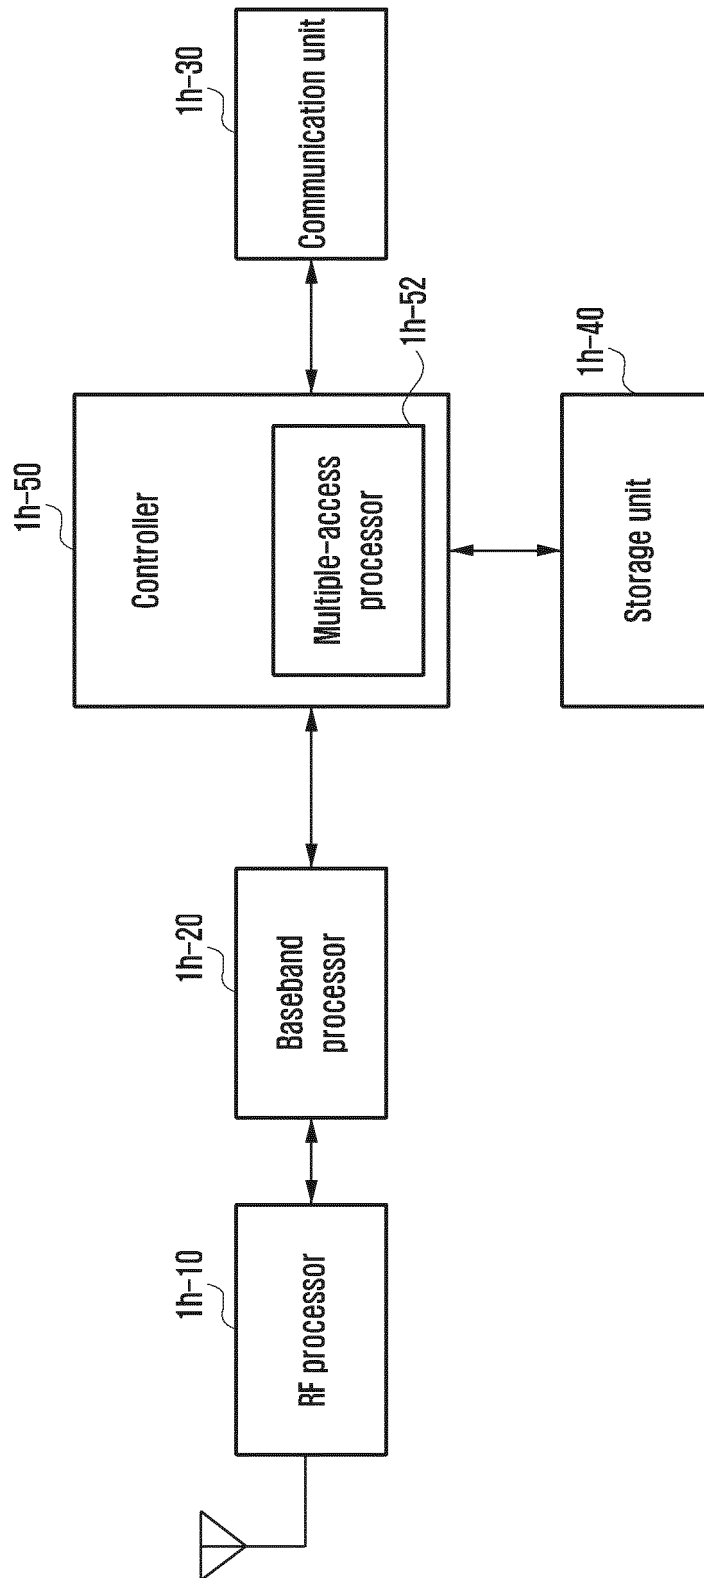 1h-10
RF processor
1h-20
Baseband
processor
1h-50
Controller
Multiple-access
processor
1h-52
1h-30
Communication unit
1h-40
Storage unit